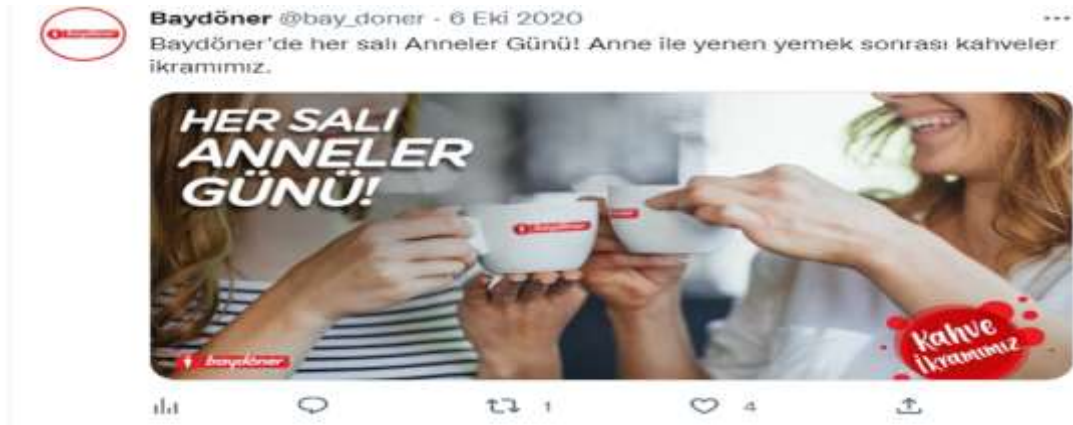 Baydöner @bay_doner · 6 Eki 2020
Baydöner'de her salı Anneler Günü! Anne ile yenen yemek sonrası kahveler
ikramımız.
HER SALI
ANNELER
GÜNÜ!
baydöner
baydöner
Kahve
İkramımız
1
4